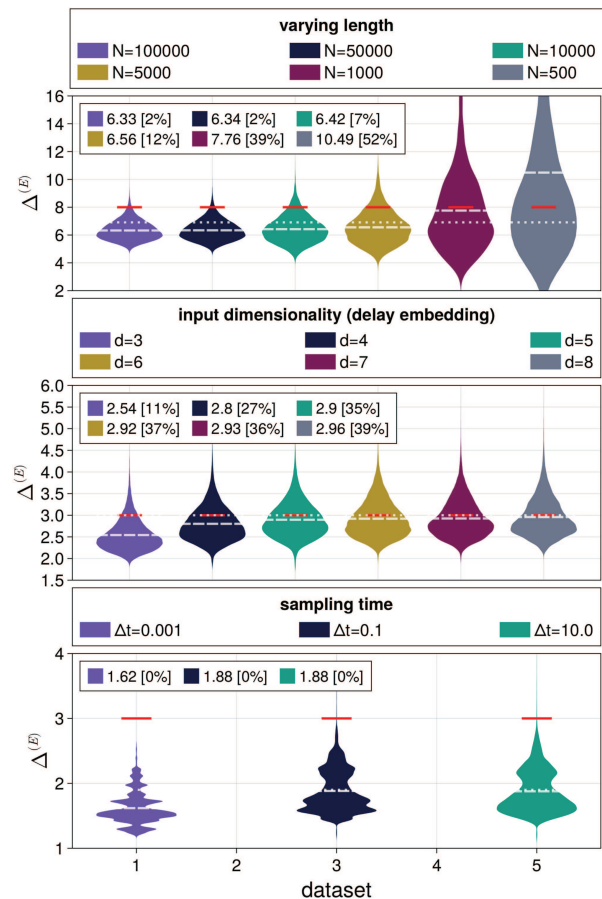 varying length
N=100000 N=50000 N=10000
N=5000 N=1000 N=500
16
14
12
10
8
6
4
2
Δ(E)
6.33 [2%] 6.34 [2%] 6.42 [7%]
6.56 [12%] 7.76 [39%] 10.49 [52%]
input dimensionality (delay embedding)
d=3 d=4 d=5
d=6 d=7 d=8
6.0
5.5
5.0
4.5
4.0
3.5
3.0
2.5
2.0
1.5
Δ(E)
2.54 [11%] 2.8 [27%] 2.9 [35%]
2.92 [37%] 2.93 [36%] 2.96 [39%]
sampling time
Δt=0.001 Δt=0.1 Δt=10.0
4
3
2
1
Δ(E)
1.62 [0%] 1.88 [0%] 1.88 [0%]
1 2 3 4 5
dataset